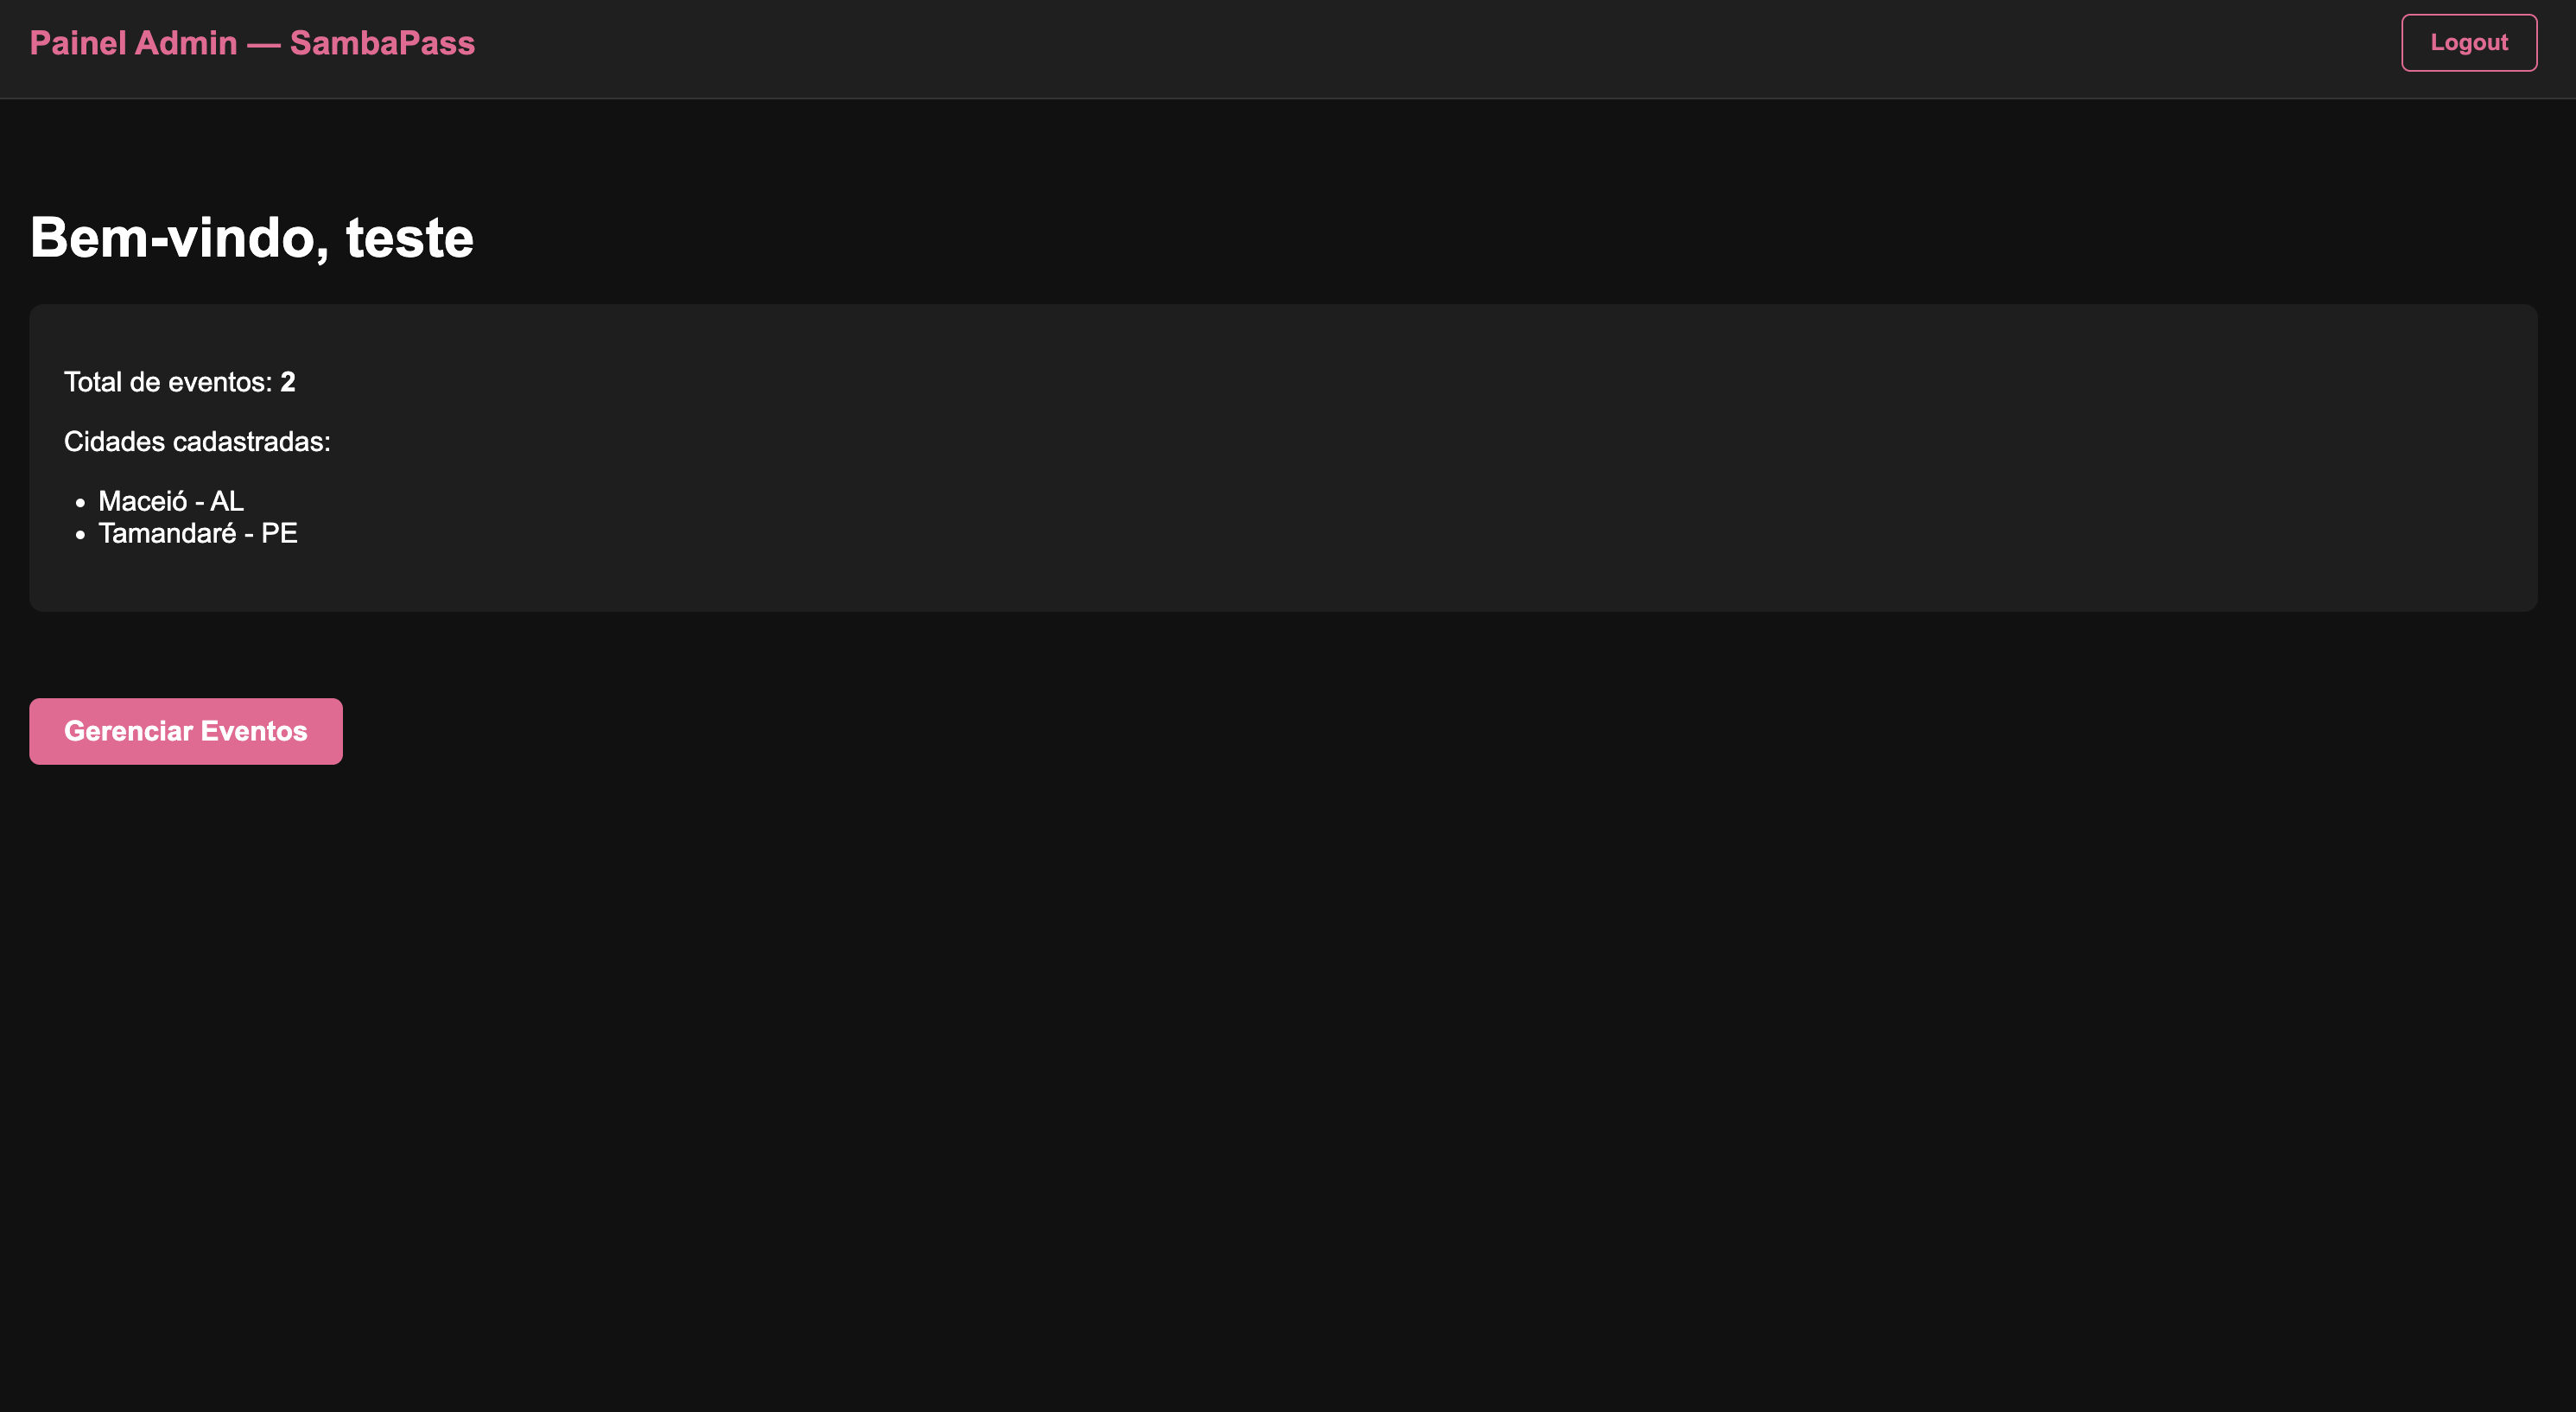 Painel Admin — SambaPass
Logout
Bem-vindo, teste
Total de eventos: 2
Cidades cadastradas:
• Maceió - AL
• Tamandaré - PE
Gerenciar Eventos